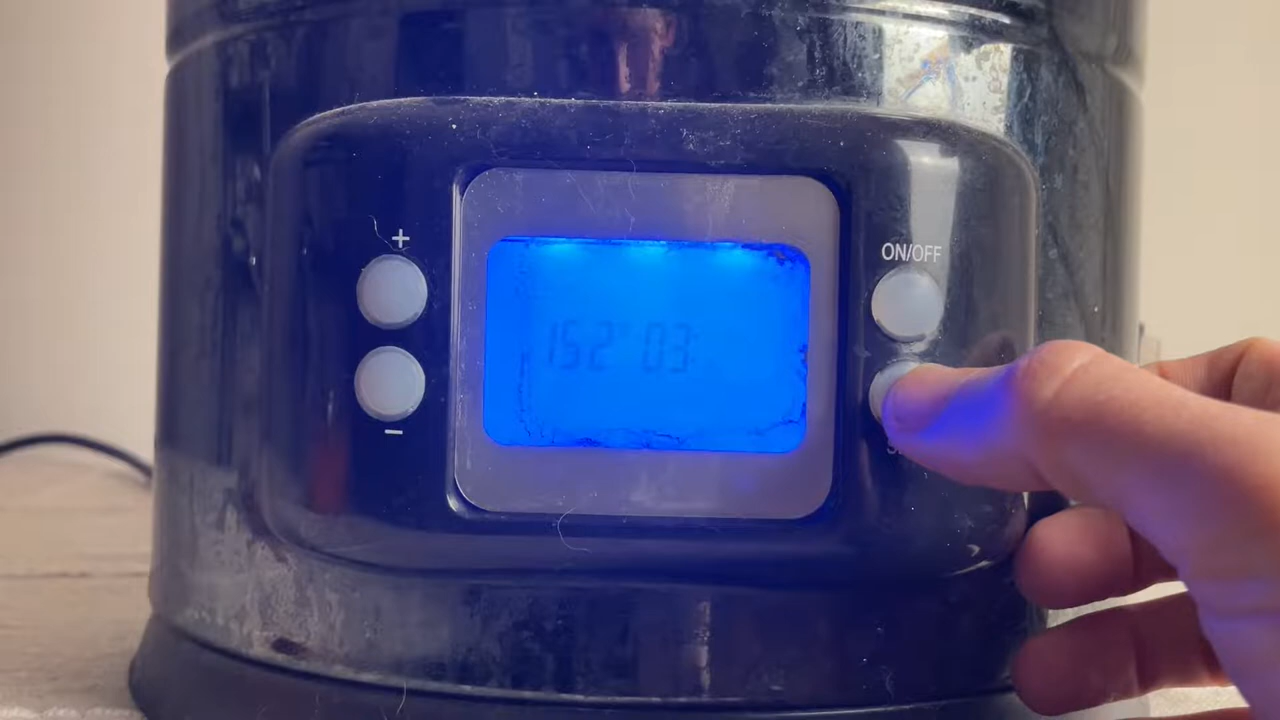 +
ON/OFF
152° 03
–